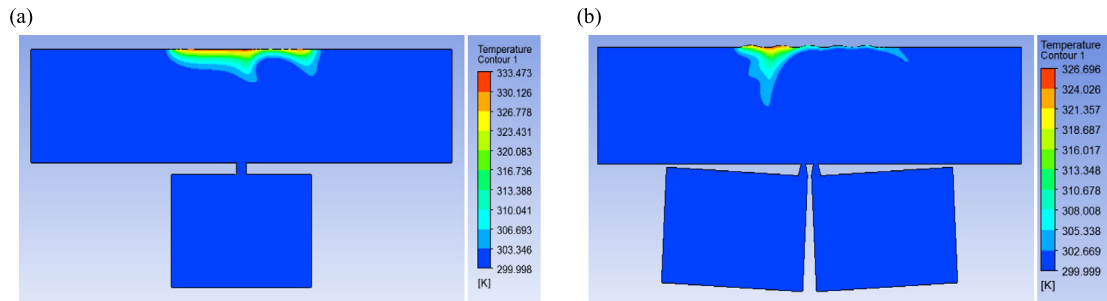 (a)
(b)
Temperature
Contour 1
333.473
330.126
326.778
323.431
320.083
316.736
313.388
310.041
306.693
303.346
299.998
[K]
Temperature
Contour 1
326.696
324.026
321.357
318.687
316.017
313.348
310.678
308.008
305.338
302.669
299.999
[K]